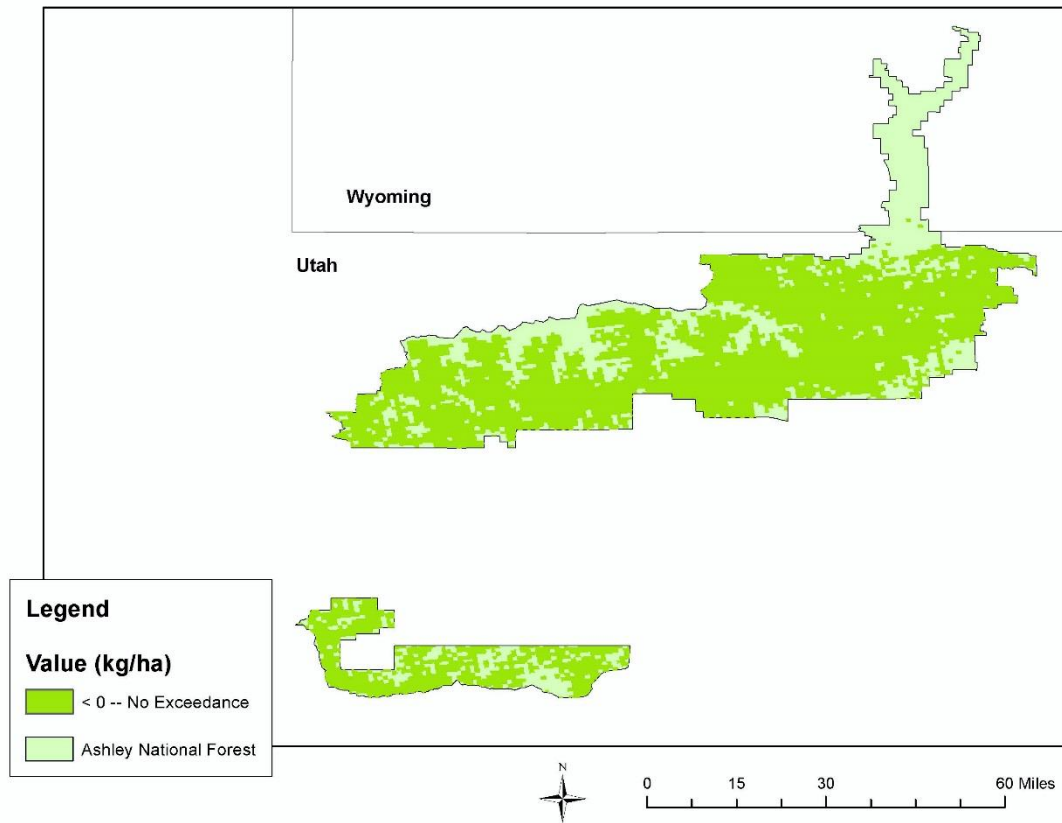 Wyoming
Utah
Legend
Value (kg/ha)
< 0 -- No Exceedance
Ashley National Forest
N
0 15 30 60 Miles